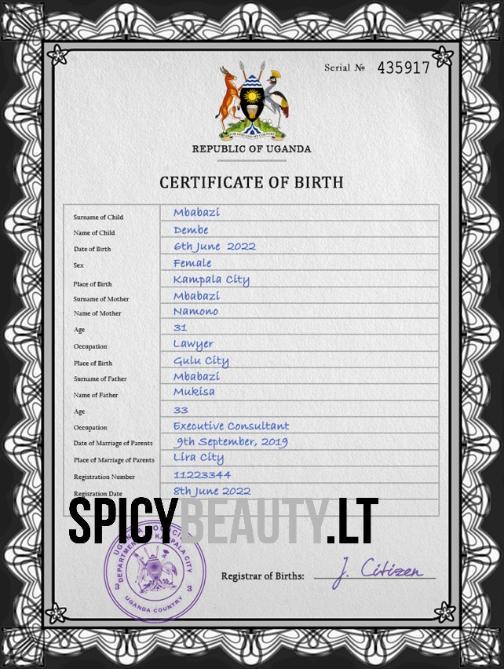 Serial № 435917
REPUBLIC OF UGANDA
CERTIFICATE OF BIRTH
Surname of Child Mbabazi
Name of Child Dembe
Date of Birth 6th June 2022
Sex Female
Place of Birth Kampala City
Surname of Mother Mbabazi
Name of Mother Namono
Age 31
Occupation Lawyer
Place of Birth Gulu City
Surname of Father Mbabazi
Name of Father Mukisa
Age 33
Occupation Executive Consultant
Date of Marriage of Parents 9th September, 2019
Place of Marriage of Parents Lira City
Registration Number 11223344
Registration Date 8th June 2022
SPICYBEAUTY.LT
KAMPALA CITY
3 3
UGANDA COUNTRY
Registrar of Births: J. Citizen